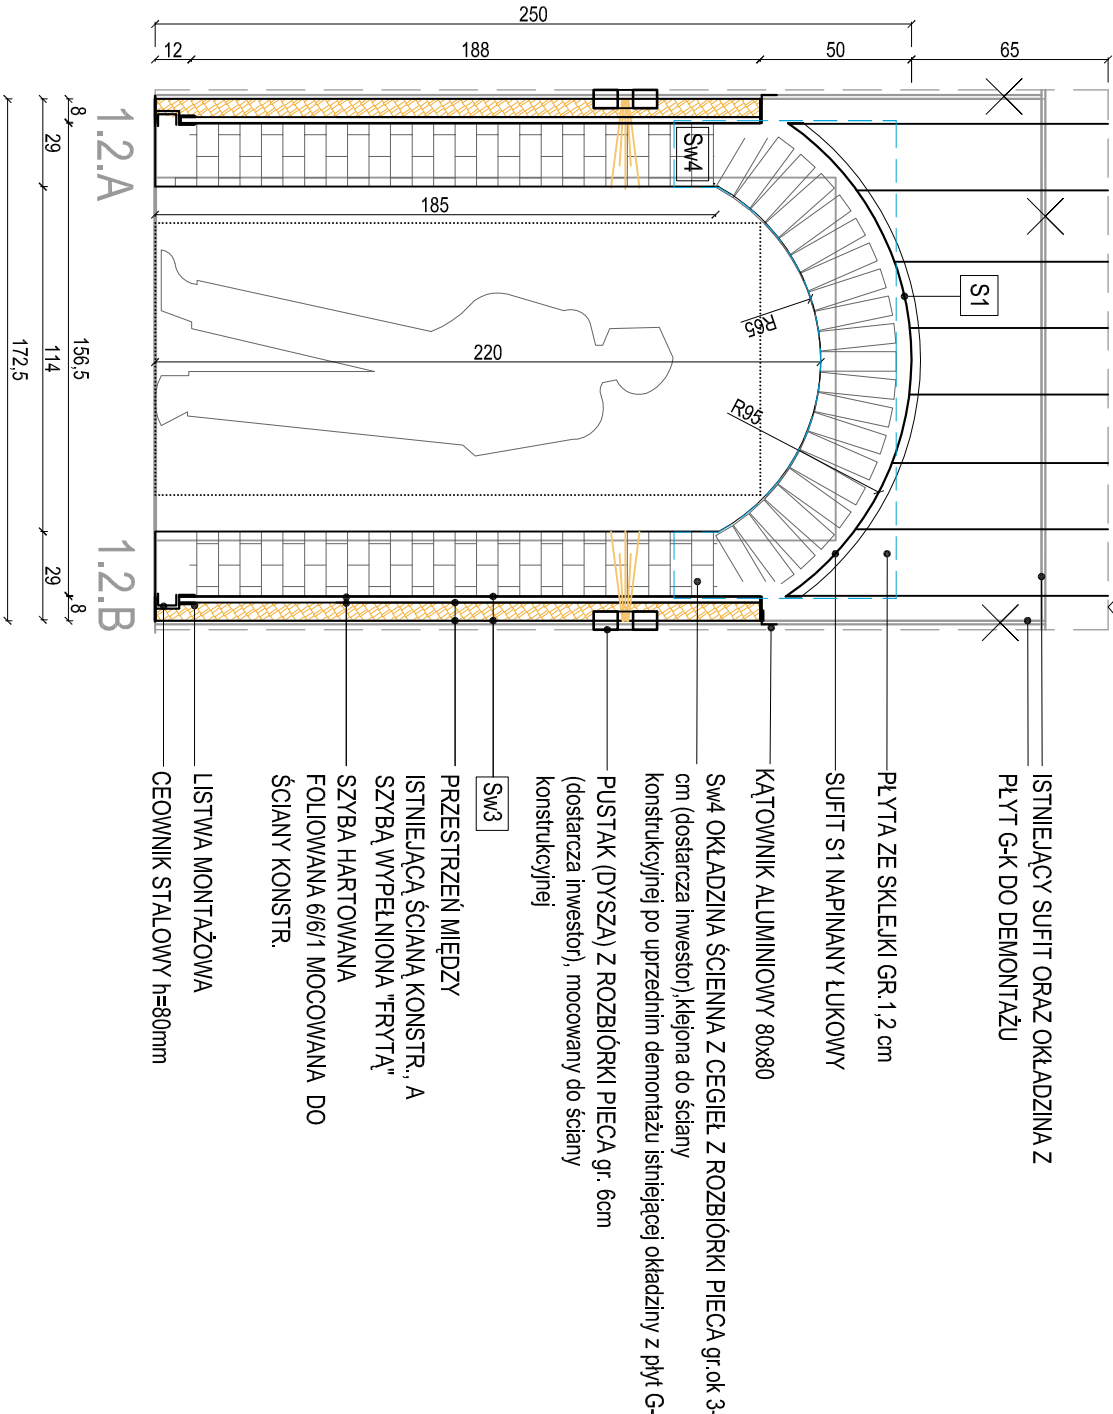 250
12
188
50
65
8
29
114
29
8
156,5
172,5
1.2.A
1.2.B
Sw4
S1
185
220
R65
R95
ISTNIEJĄCY SUFIT ORAZ OKŁADZINA Z
PŁYT G-K DO DEMONTAŻU
PŁYTA ZE SKLEJKI GR.1,2 cm
SUFIT S1 NAPINANY ŁUKOWY
KĄTOWNIK ALUMINIOWY 80x80
Sw4 OKŁADZINA ŚCIENNA Z CEGIEŁ Z ROZBIÓRKI PIECA gr.ok 3-
cm (dostarcza inwestor),klejona do ściany
konstrukcyjnej po uprzednim demontażu istniejącej okładziny z płyt G-
PUSTAK (DYSZA) Z ROZBIÓRKI PIECA gr. 6cm
(dostarcza inwestor), mocowany do ściany
konstrukcyjnej
Sw3
PRZESTRZEŃ MIĘDZY
ISTNIEJĄCĄ ŚCIANĄ KONSTR., A
SZYBĄ WYPEŁNIONA "FRYTĄ"
SZYBA HARTOWANA
FOLIOWANA 6/6/1 MOCOWANA DO
ŚCIANY KONSTR.
LISTWA MONTAŻOWA
CEOWNIK STALOWY h=80mm